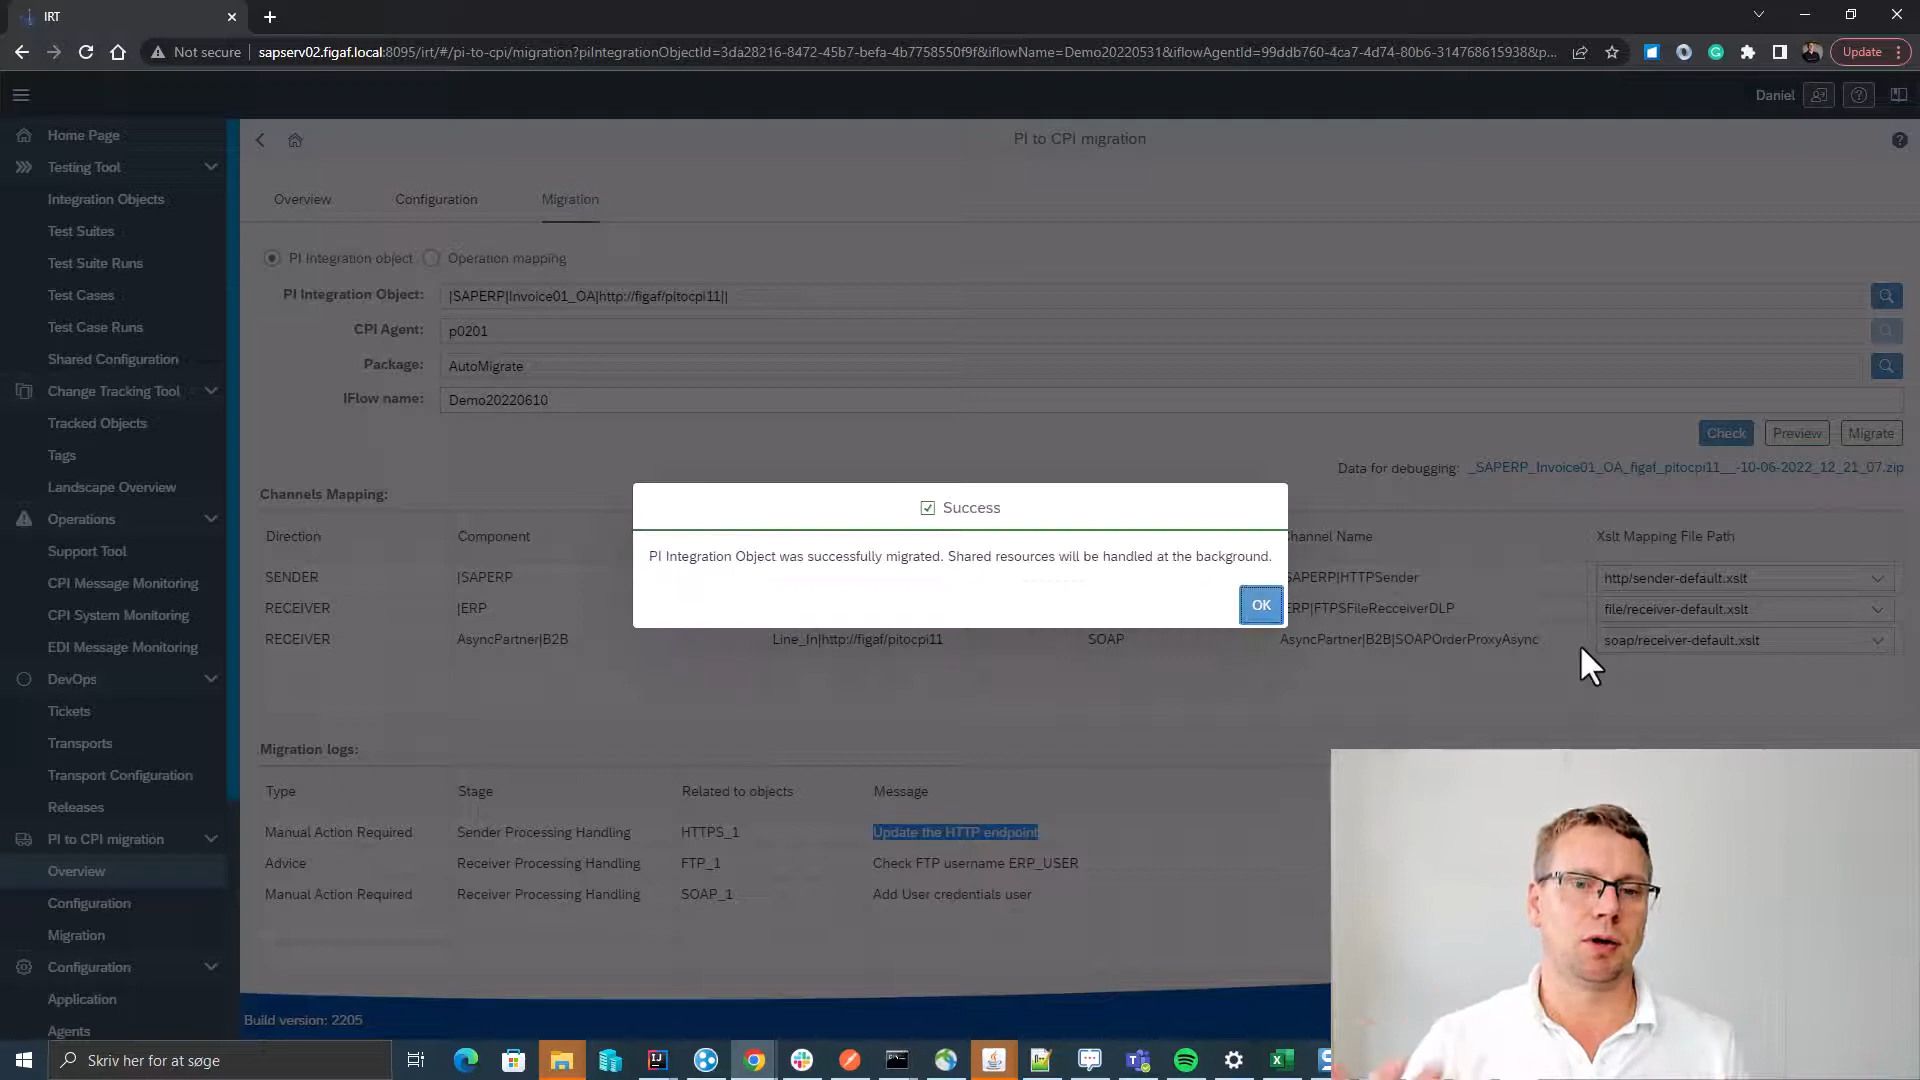 IRT
Not secure
sapserv02.figaf.local:8095/irt/#/pi-to-cpi/migration?piIntegrationObjectId=3da28216-8472-45b7-befa-4b7758550f9f&iflowName=Demo20220531&iflowAgentId=99ddb760-4ca7-4d74-80b6-3147686159388&p...
Update
Daniel
Home Page
Testing Tool
Integration Objects
Test Suites
Test Suite Runs
Test Cases
Test Case Runs
Shared Configuration
Change Tracking Tool
Tracked Objects
Tags
Landscape Overview
Operations
Support Tool
CPI Message Monitoring
CPI System Monitoring
EDI Message Monitoring
DevOps
Tickets
Transports
Transport Configuration
Releases
PI to CPI migration
Overview
Configuration
Migration
Configuration
Application
Agents
PI to CPI migration
Overview Configuration Migration
PI Integration object Operation mapping
PI Integration Object: |SAPERP|Invoice01_OA|http://figaf/pitocpi11||
CPI Agent: p0201
Package: AutoMigrate
IFlow name: Demo20220610
Check Preview Migrate
Data for debugging: _SAPERP_Invoice01_OA_figaf_pitocpi11__-10-06-2022_12_21_07.zip
Channels Mapping:
Direction Component Channel Name Xslt Mapping File Path
SENDER |SAPERP SAPERP|HTTPSender http/sender-default.xslt
RECEIVER |ERP ERP|FTPSFileRecceiverDLP file/receiver-default.xslt
RECEIVER AsyncPartner|B2B Line_In|http://figaf/pitocpi11 SOAP AsyncPartner|B2B|SOAPOrderProxyAsync soap/receiver-default.xslt
Success
PI Integration Object was successfully migrated. Shared resources will be handled at the background.
OK
Migration logs:
Type Stage Related to objects Message
Manual Action Required Sender Processing Handling HTTPS_1 Update the HTTP endpoint
Advice Receiver Processing Handling FTP_1 Check FTP username ERP_USER
Manual Action Required Receiver Processing Handling SOAP_1 Add User credentials user
Build version: 2205
Skriv her for at søge